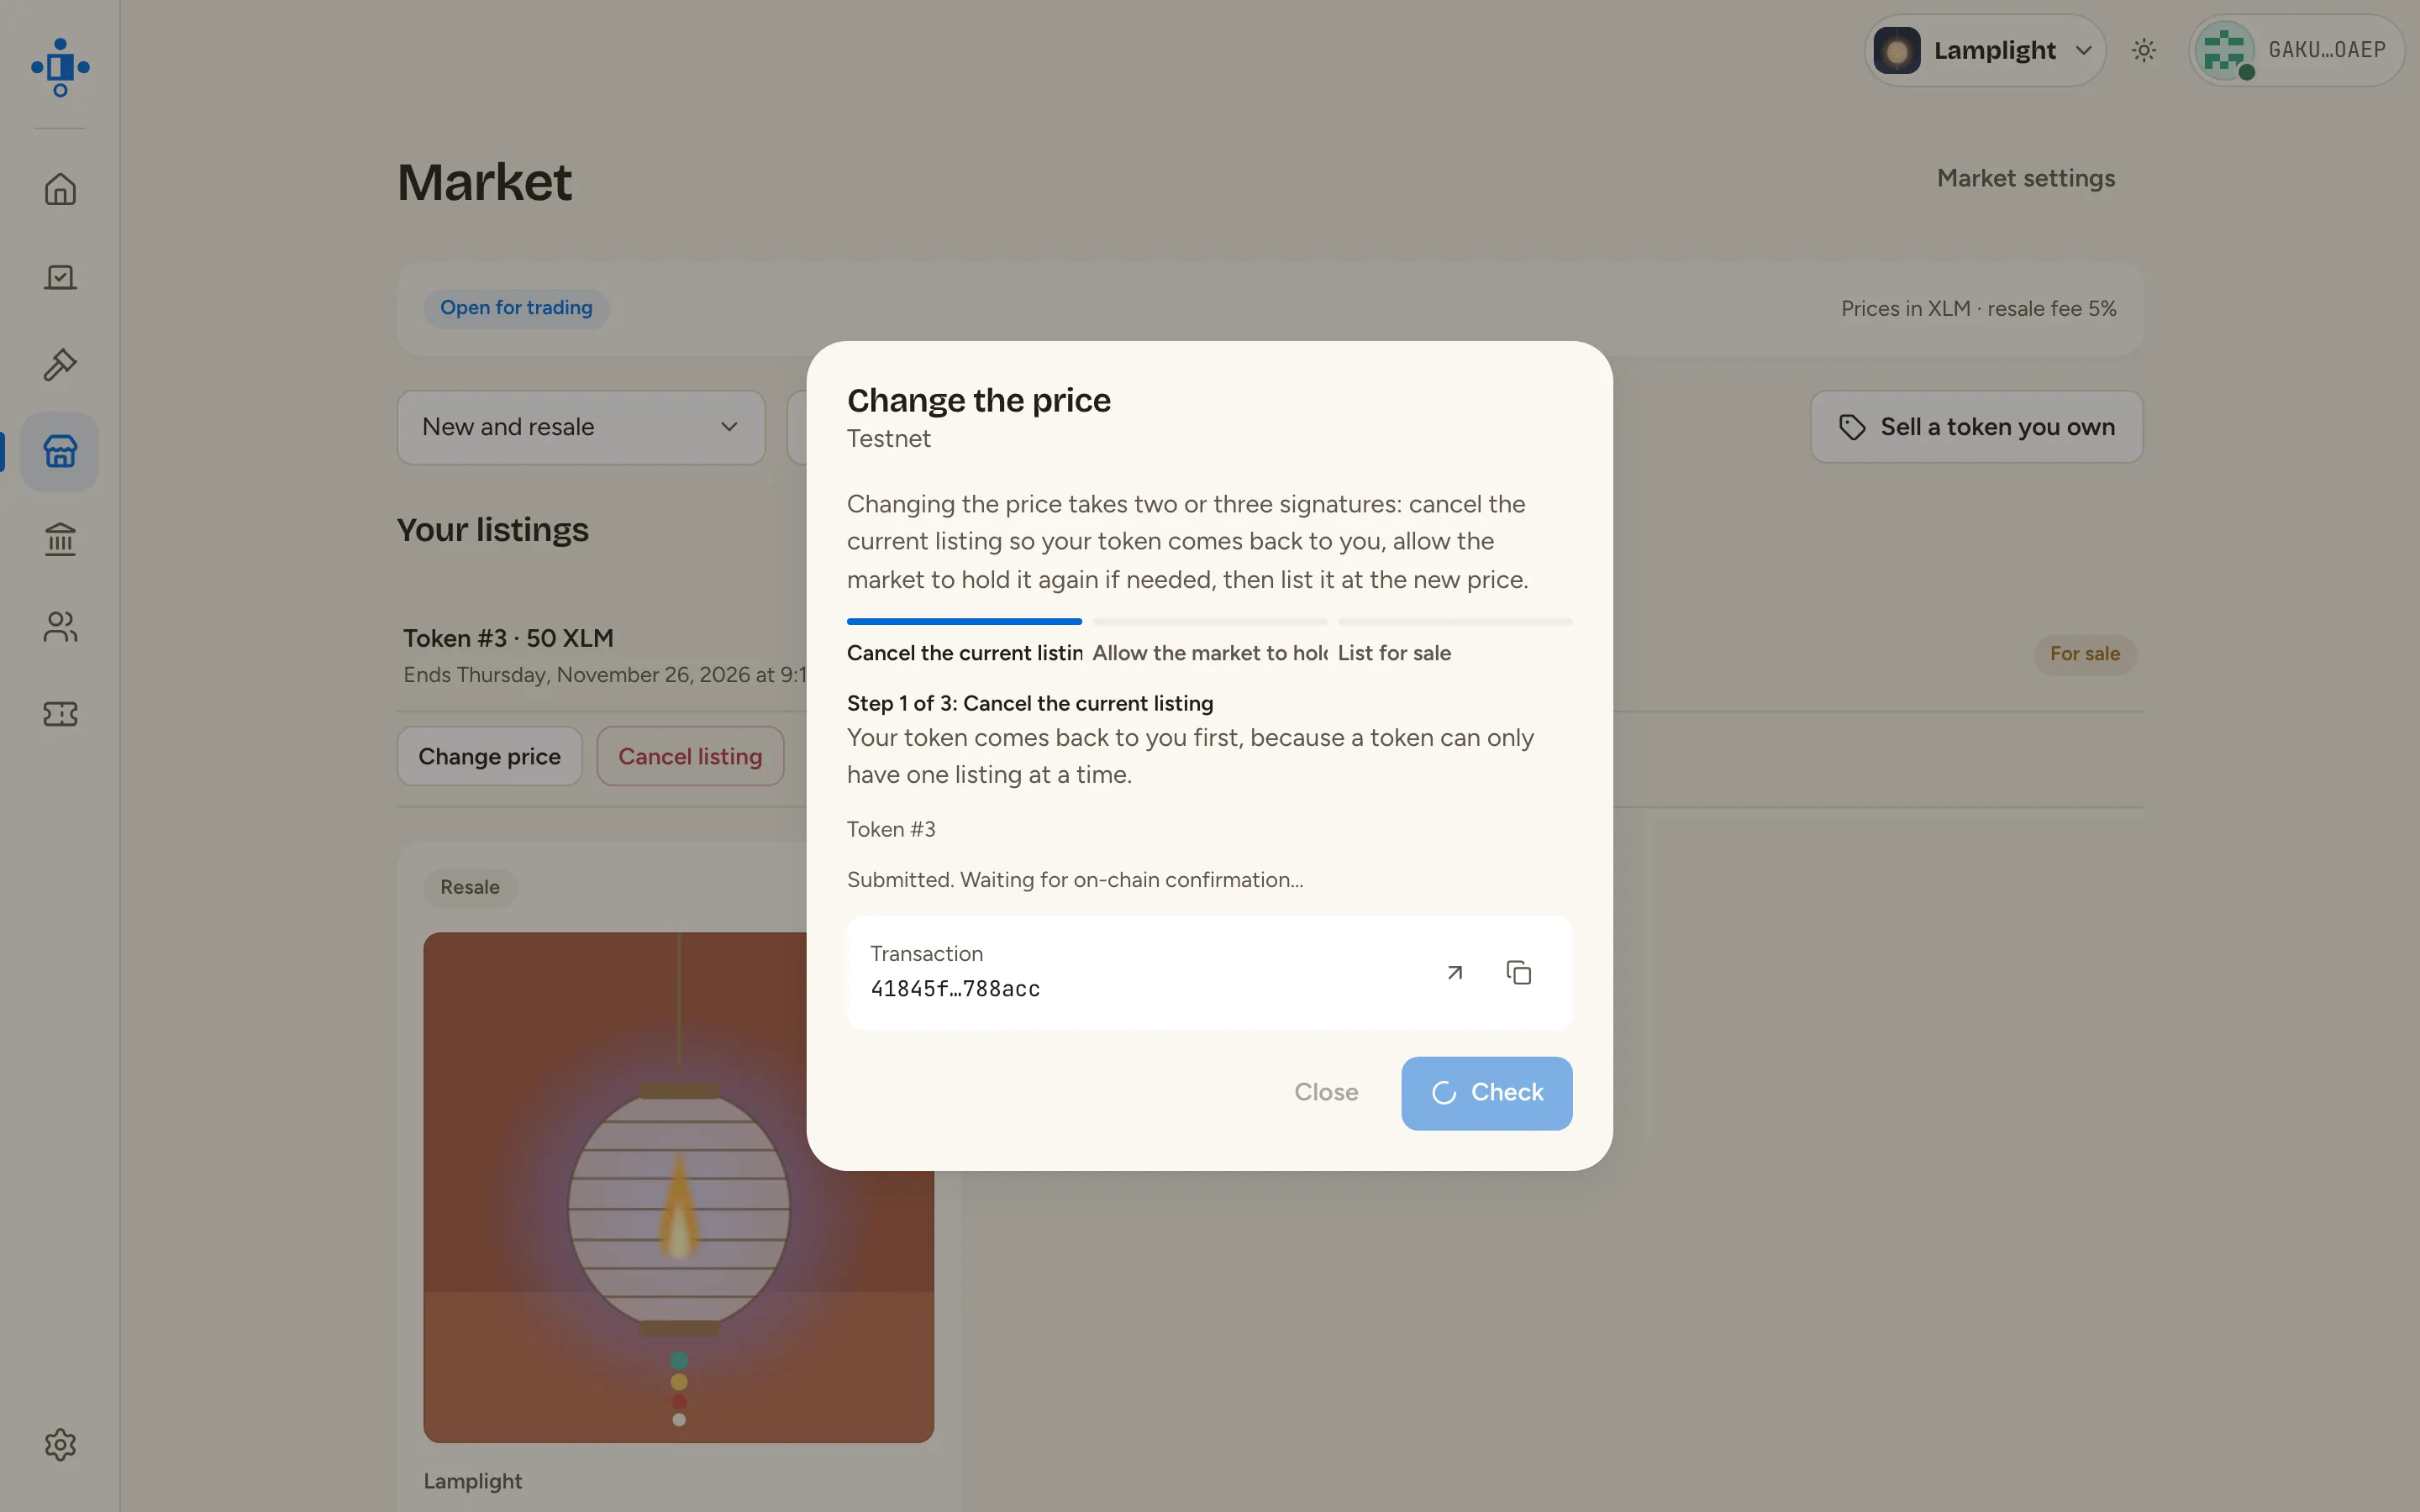 Lamplight
GAKU…OAEP
Market
Market settings
Open for trading
Prices in XLM · resale fee 5%
New and resale
Sell a token you own
Your listings
Token #3 · 50 XLM
Ends Thursday, November 26, 2026 at 9:1
For sale
Change price
Cancel listing
Resale
Lamplight
Change the price
Testnet
Changing the price takes two or three signatures: cancel the
current listing so your token comes back to you, allow the
market to hold it again if needed, then list it at the new price.
Cancel the current listin
Allow the market to hol
List for sale
Step 1 of 3: Cancel the current listing
Your token comes back to you first, because a token can only
have one listing at a time.
Token #3
Submitted. Waiting for on-chain confirmation...
Transaction
41845f…788acc
Close
Check